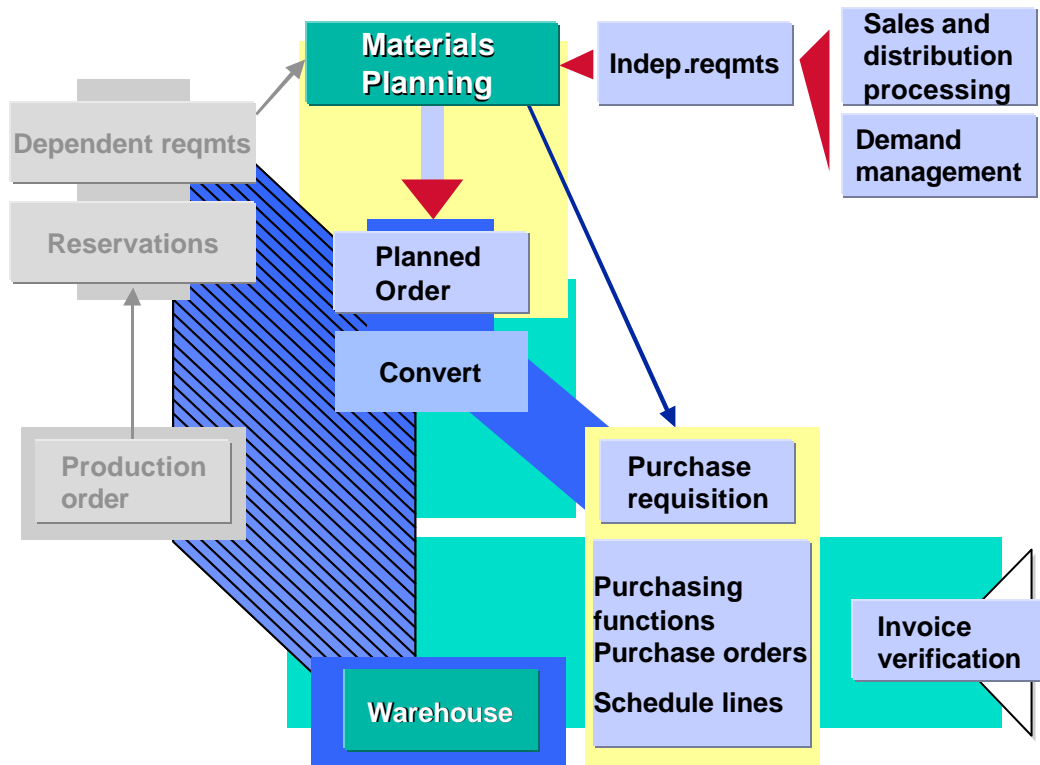 Materials
Planning
Indep.reqmts
Sales and
distribution
processing
Demand
management
Dependent reqmts
Reservations
Planned
Order
Convert
Production
order
Purchase
requisition
Purchasing
functions
Purchase orders
Schedule lines
Invoice
verification
Warehouse